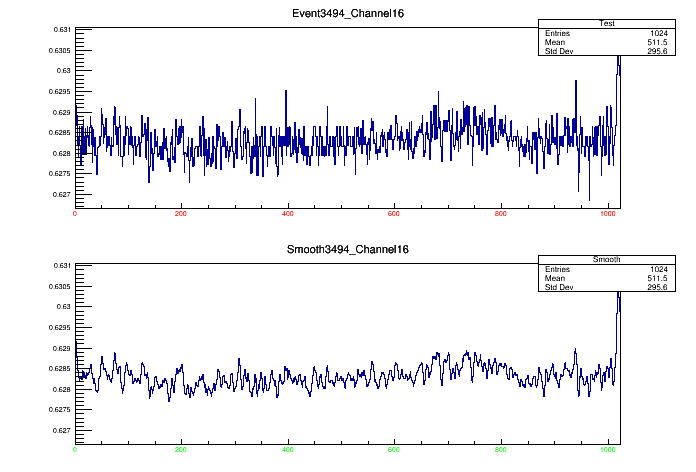 Event3494_Channel16
Test
Entries 1024
Mean 511.5
Std Dev 295.6
0.631
0.6305
0.63
0.6295
0.629
0.6285
0.628
0.6275
0.627
0 200 400 600 800 1000
Smooth3494_Channel16
Smooth
Entries 1024
Mean 511.5
Std Dev 295.6
0.631
0.6305
0.63
0.6295
0.629
0.6285
0.628
0.6275
0.627
0 200 400 600 800 1000